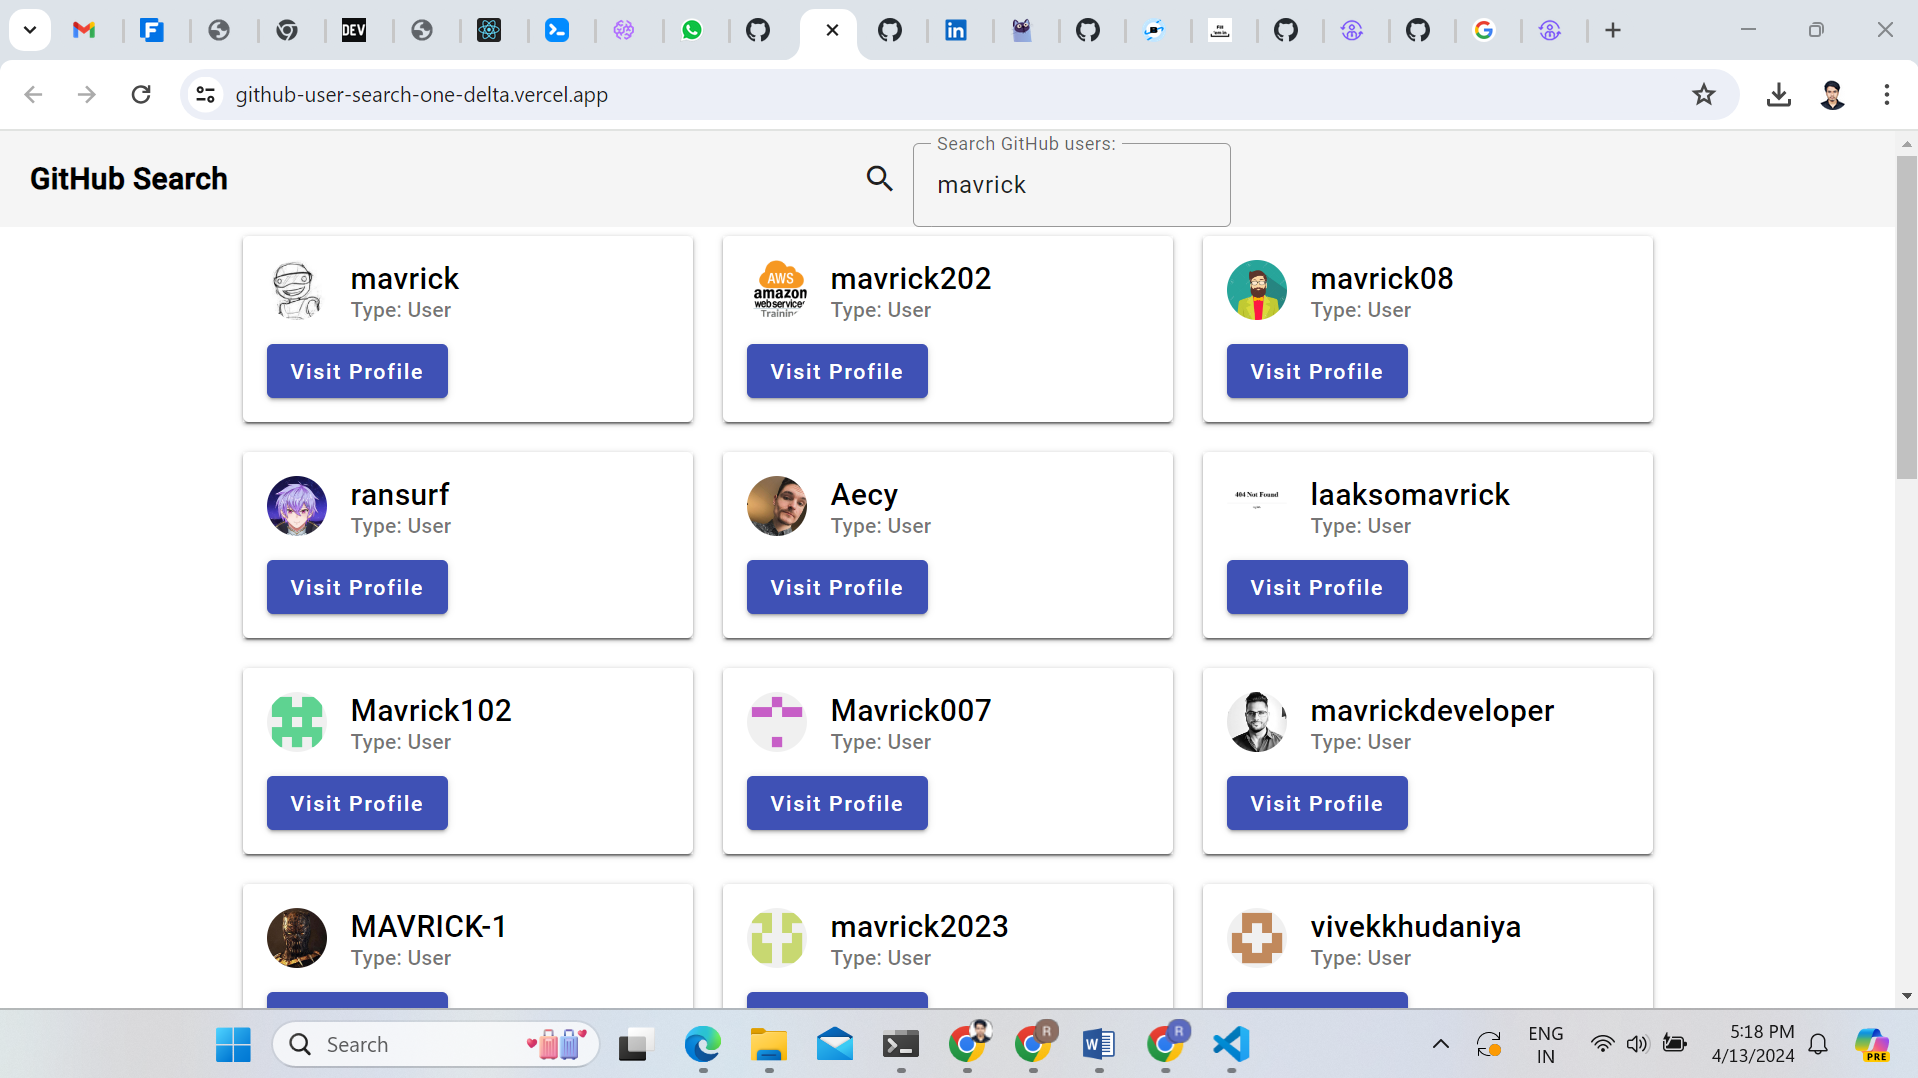 DEV
github-user-search-one-delta.vercel.app
GitHub Search
Search GitHub users:
mavrick
mavrick
Type: User
Visit Profile
AWS
amazon
webservices
Training
mavrick202
Type: User
Visit Profile
mavrick08
Type: User
Visit Profile
ransurf
Type: User
Visit Profile
Aecy
Type: User
Visit Profile
404 Not Found
laaksomavrick
Type: User
Visit Profile
Mavrick102
Type: User
Visit Profile
Mavrick007
Type: User
Visit Profile
mavrickdeveloper
Type: User
Visit Profile
MAVRICK-1
Type: User
mavrick2023
Type: User
vivekkhudaniya
Type: User
Search
R
R
ENG
IN
5:18 PM
4/13/2024
PRE